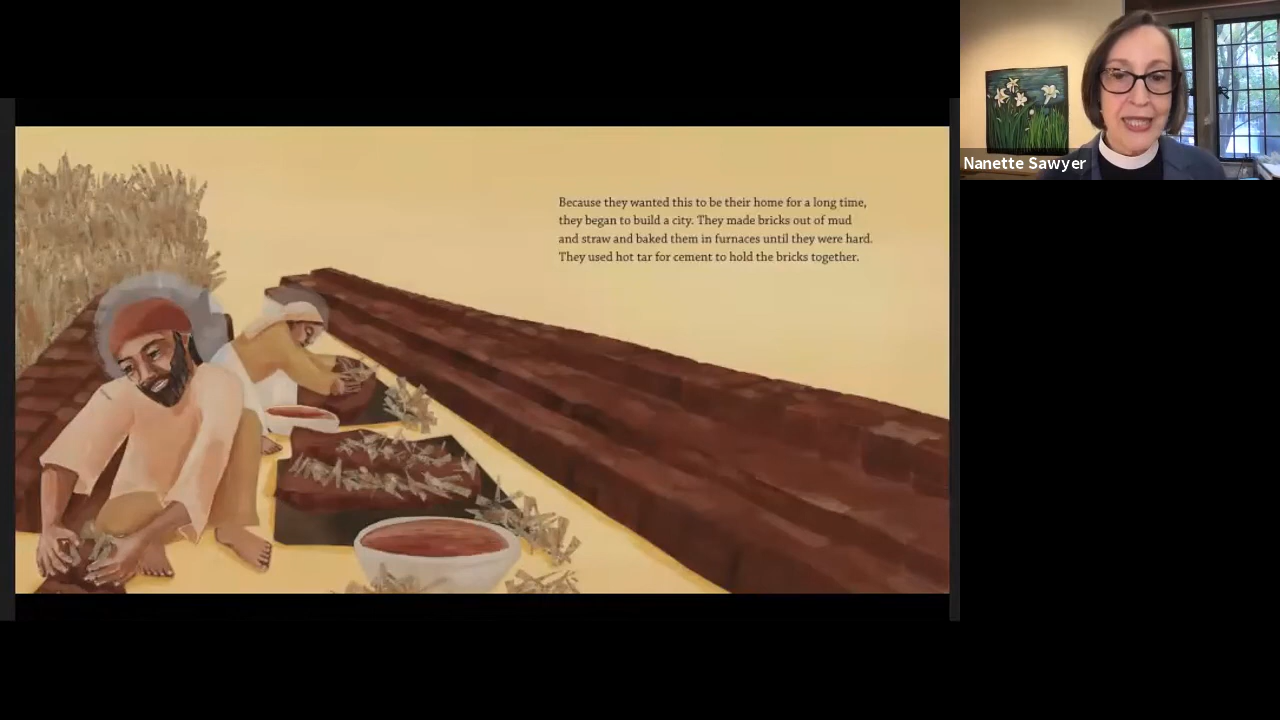 Because they wanted this to be their home for a long time,
they began to build a city. They made bricks out of mud
and straw and baked them in furnaces until they were hard.
They used hot tar for cement to hold the bricks together.
Nanette Sawyer